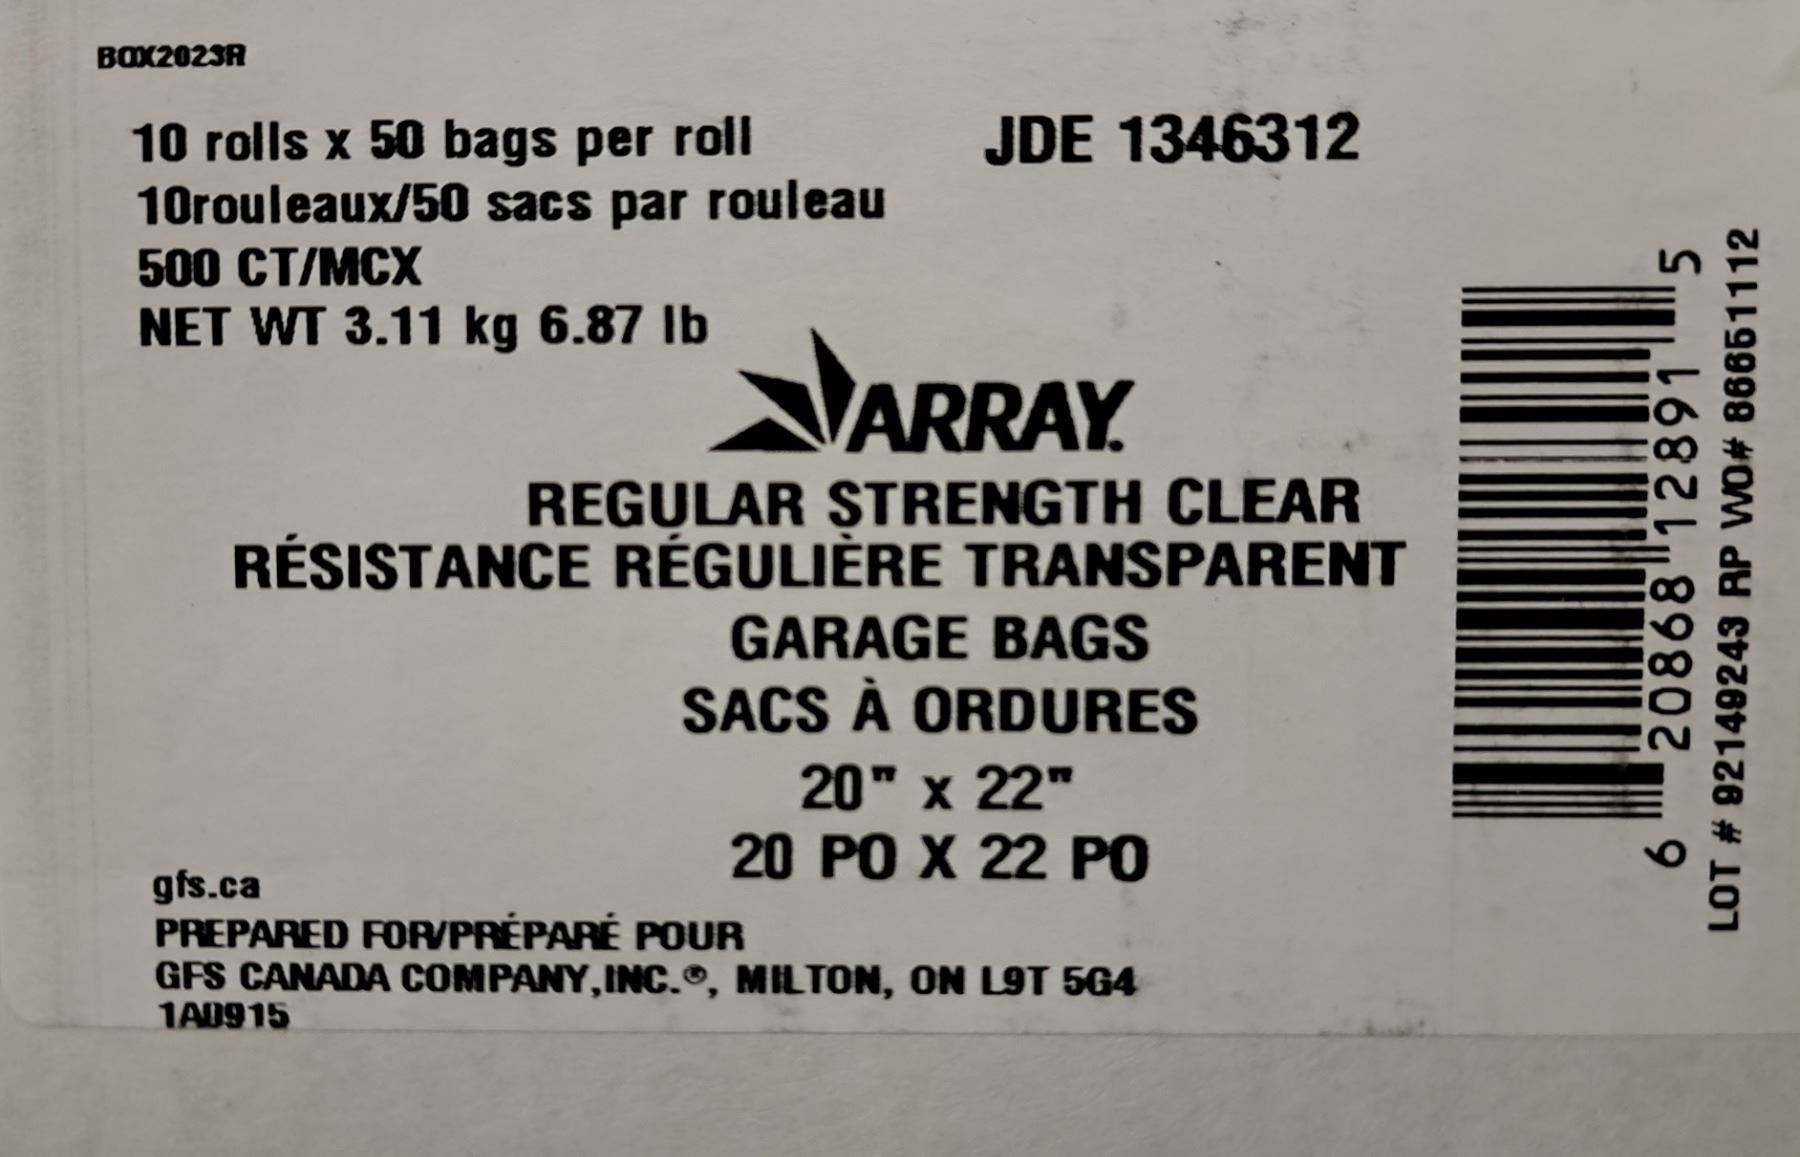 BOX2023R
10 rolls x 50 bags per roll
JDE 1346312
10rouleaux/50 sacs par rouleau
500 CT/MCX
NET WT 3.11 kg 6.87 lb
ARRAY.
REGULAR STRENGTH CLEAR
RÉSISTANCE RÉGULIÈRE TRANSPARENT
GARAGE BAGS
SACS À ORDURES
20" x 22"
20 PO X 22 PO
gfs.ca
PREPARED FOR/PRÉPARÉ POUR
GFS CANADA COMPANY,INC.®, MILTON, ON L9T 5G4
1AD915
6 20868 12891 5
LOT # 92149243 RP WO# 86651112